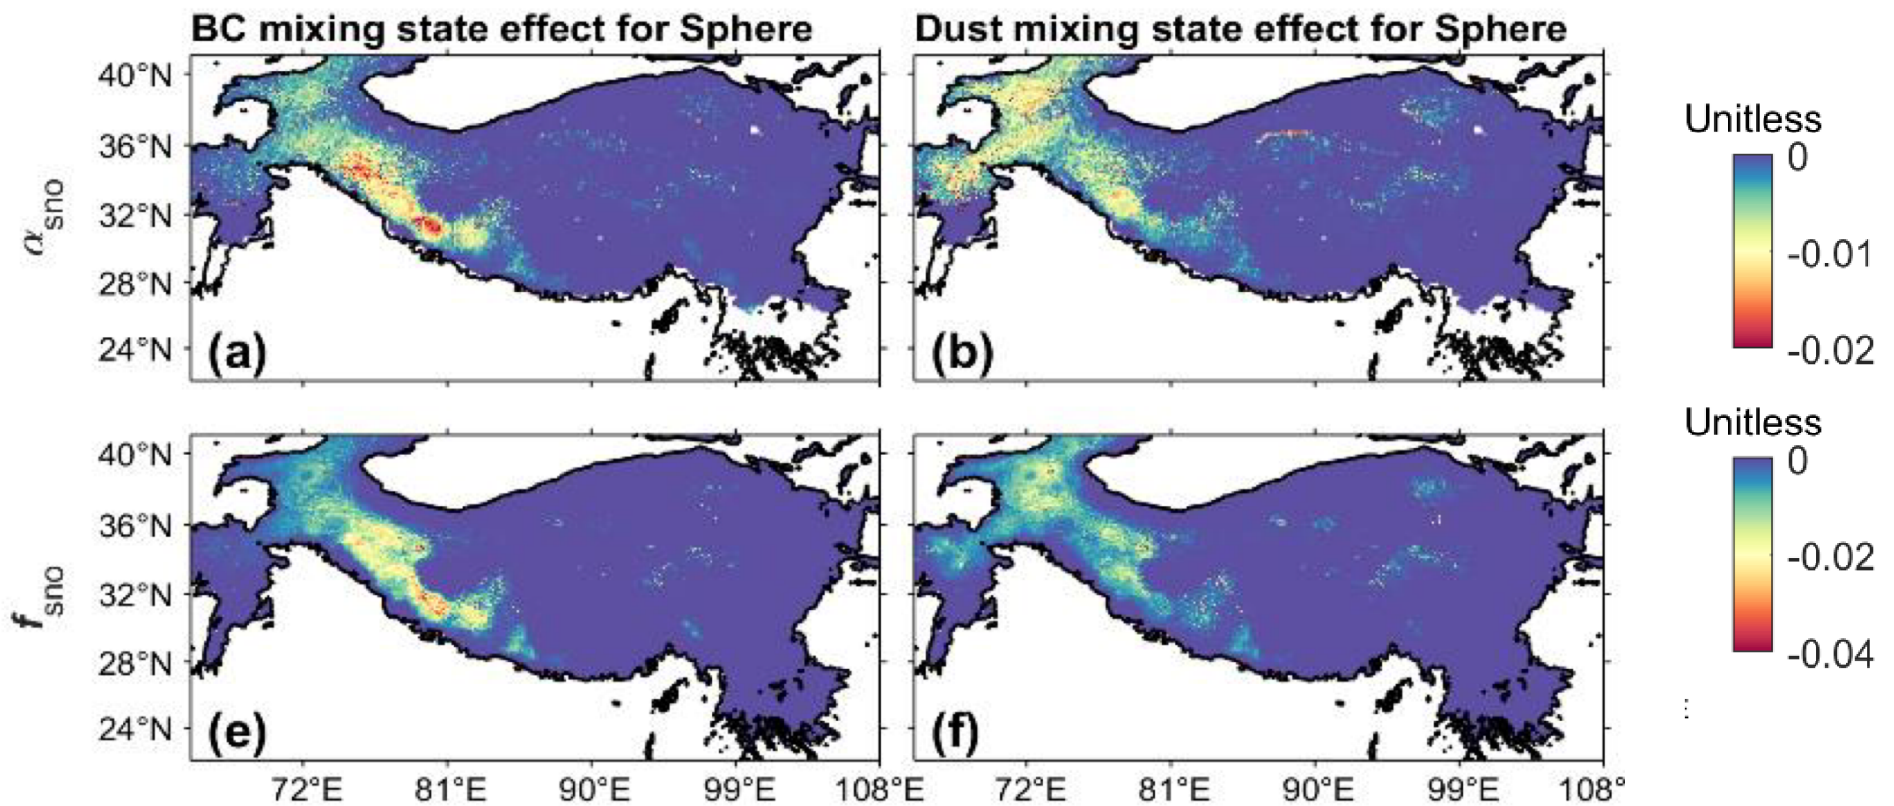 BC mixing state effect for Sphere
Dust mixing state effect for Sphere
40°N
36°N
32°N
28°N
24°N
αsno
(a)
(b)
Unitless
0
-0.01
-0.02
40°N
36°N
32°N
28°N
24°N
fsno
(e)
(f)
Unitless
0
-0.02
-0.04
72°E
81°E
90°E
99°E
108°E
72°E
81°E
90°E
99°E
108°